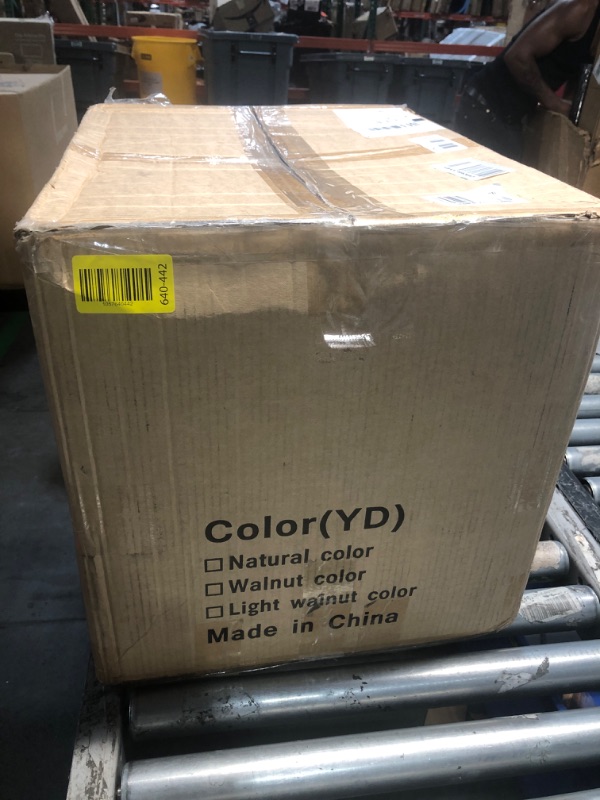 640-442
Color(YD)
□ Natural color
□ Walnut color
□ Light walnut color
Made in China